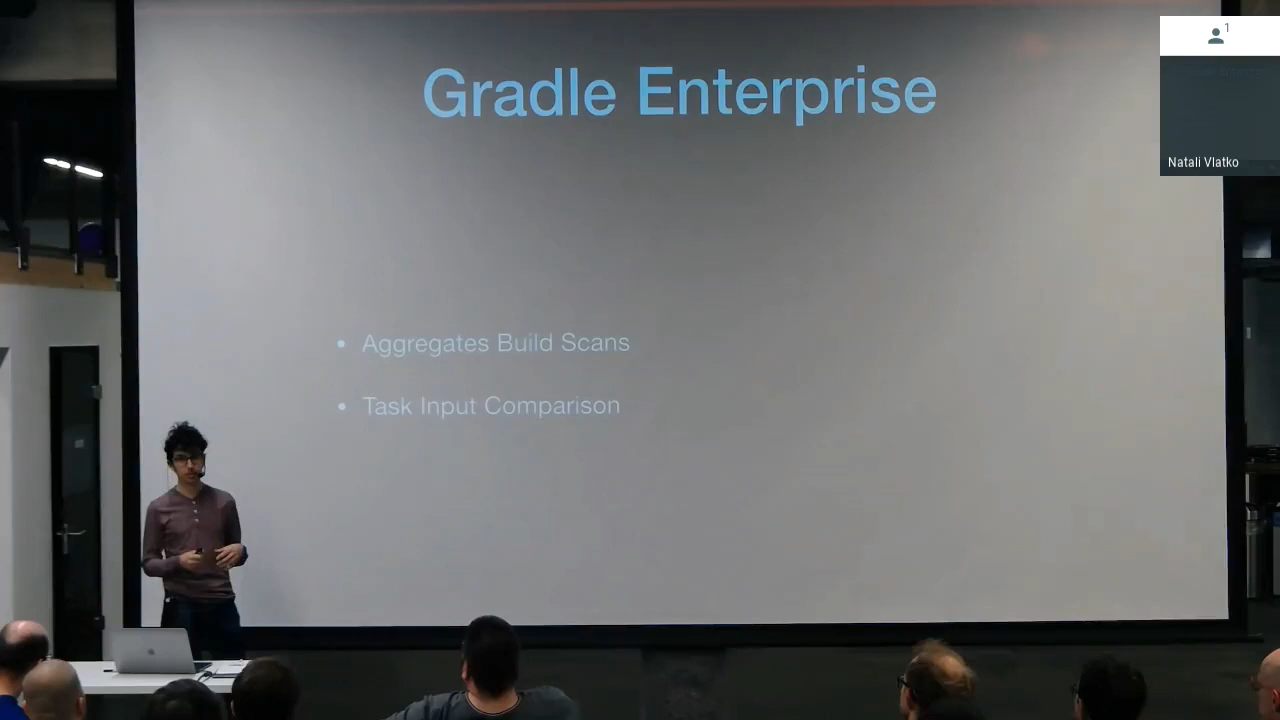 Gradle Enterprise
1
Natali Vlatko
• Aggregates Build Scans
• Task Input Comparison